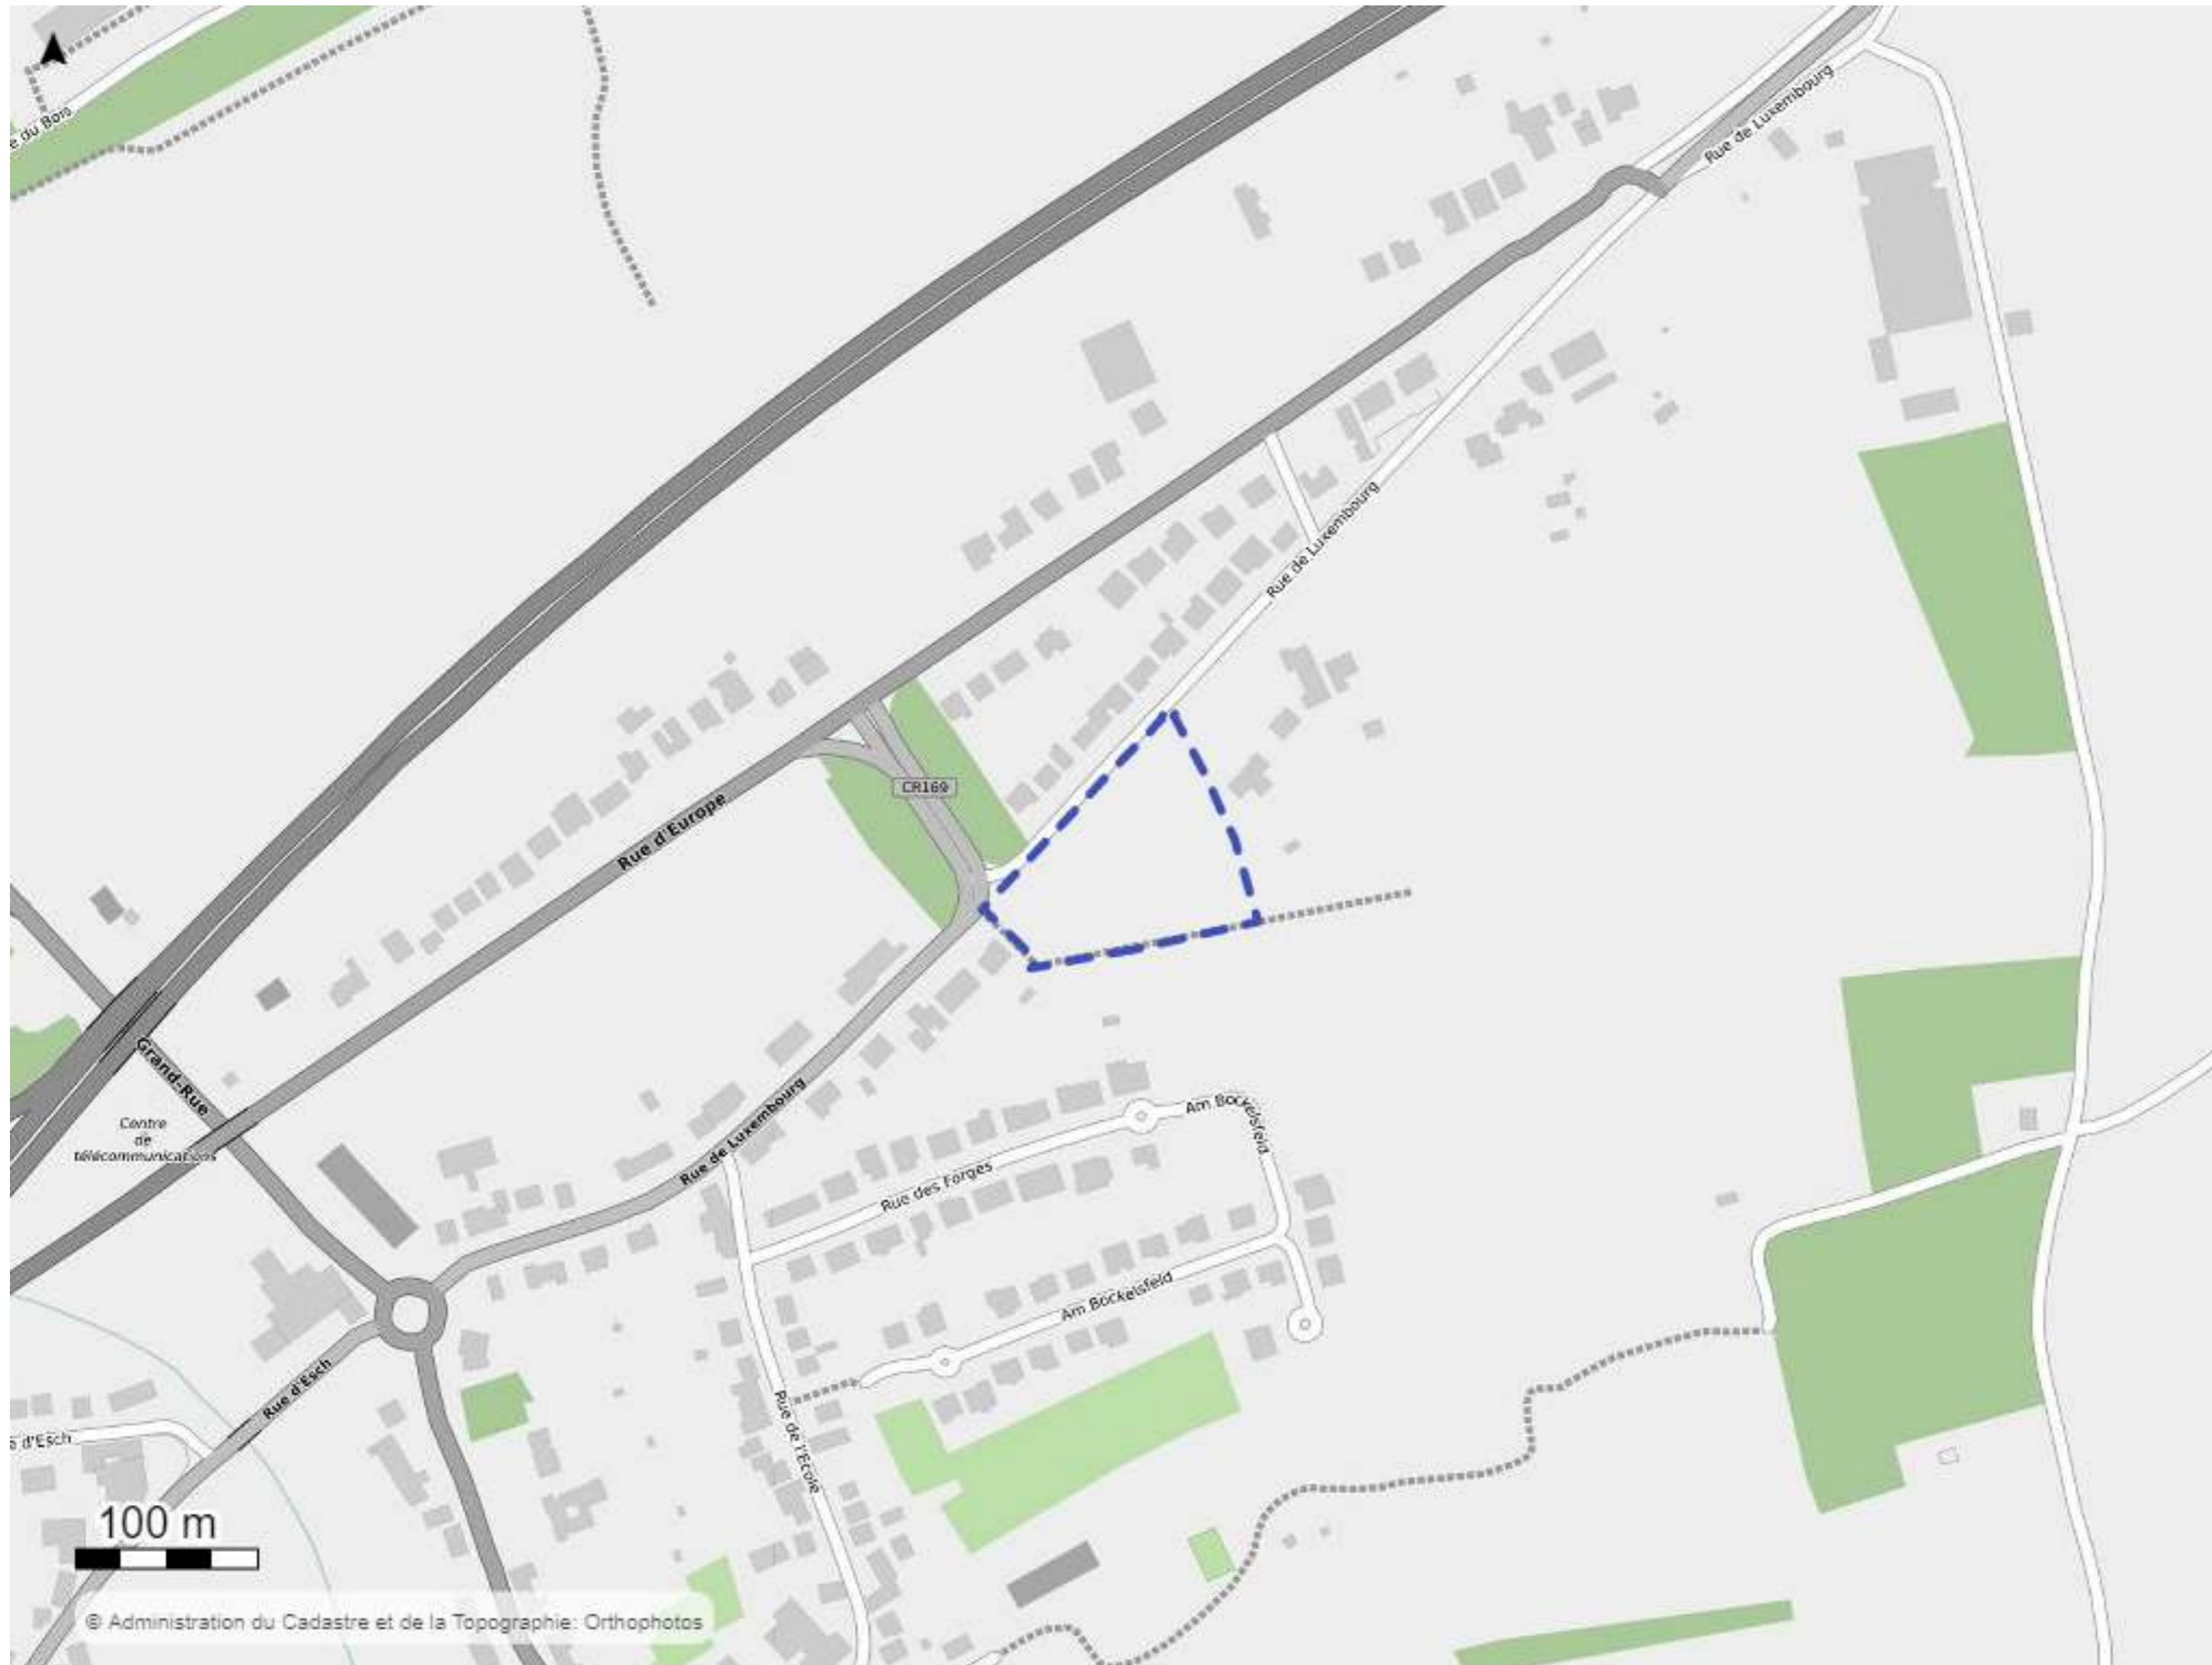 e du Bois
Rue de Luxembourg
Rue de Luxembourg
CR169
Rue d'Europe
Grand-Rue
Centre
de
télécommunications
Rue de Luxembourg
Am Bockelsfeld
Rue des Forges
Am Bockelsfeld
Rue d'Esch
e d'Esch
Rue de l'Ecole
100 m
© Administration du Cadastre et de la Topographie: Orthophotos